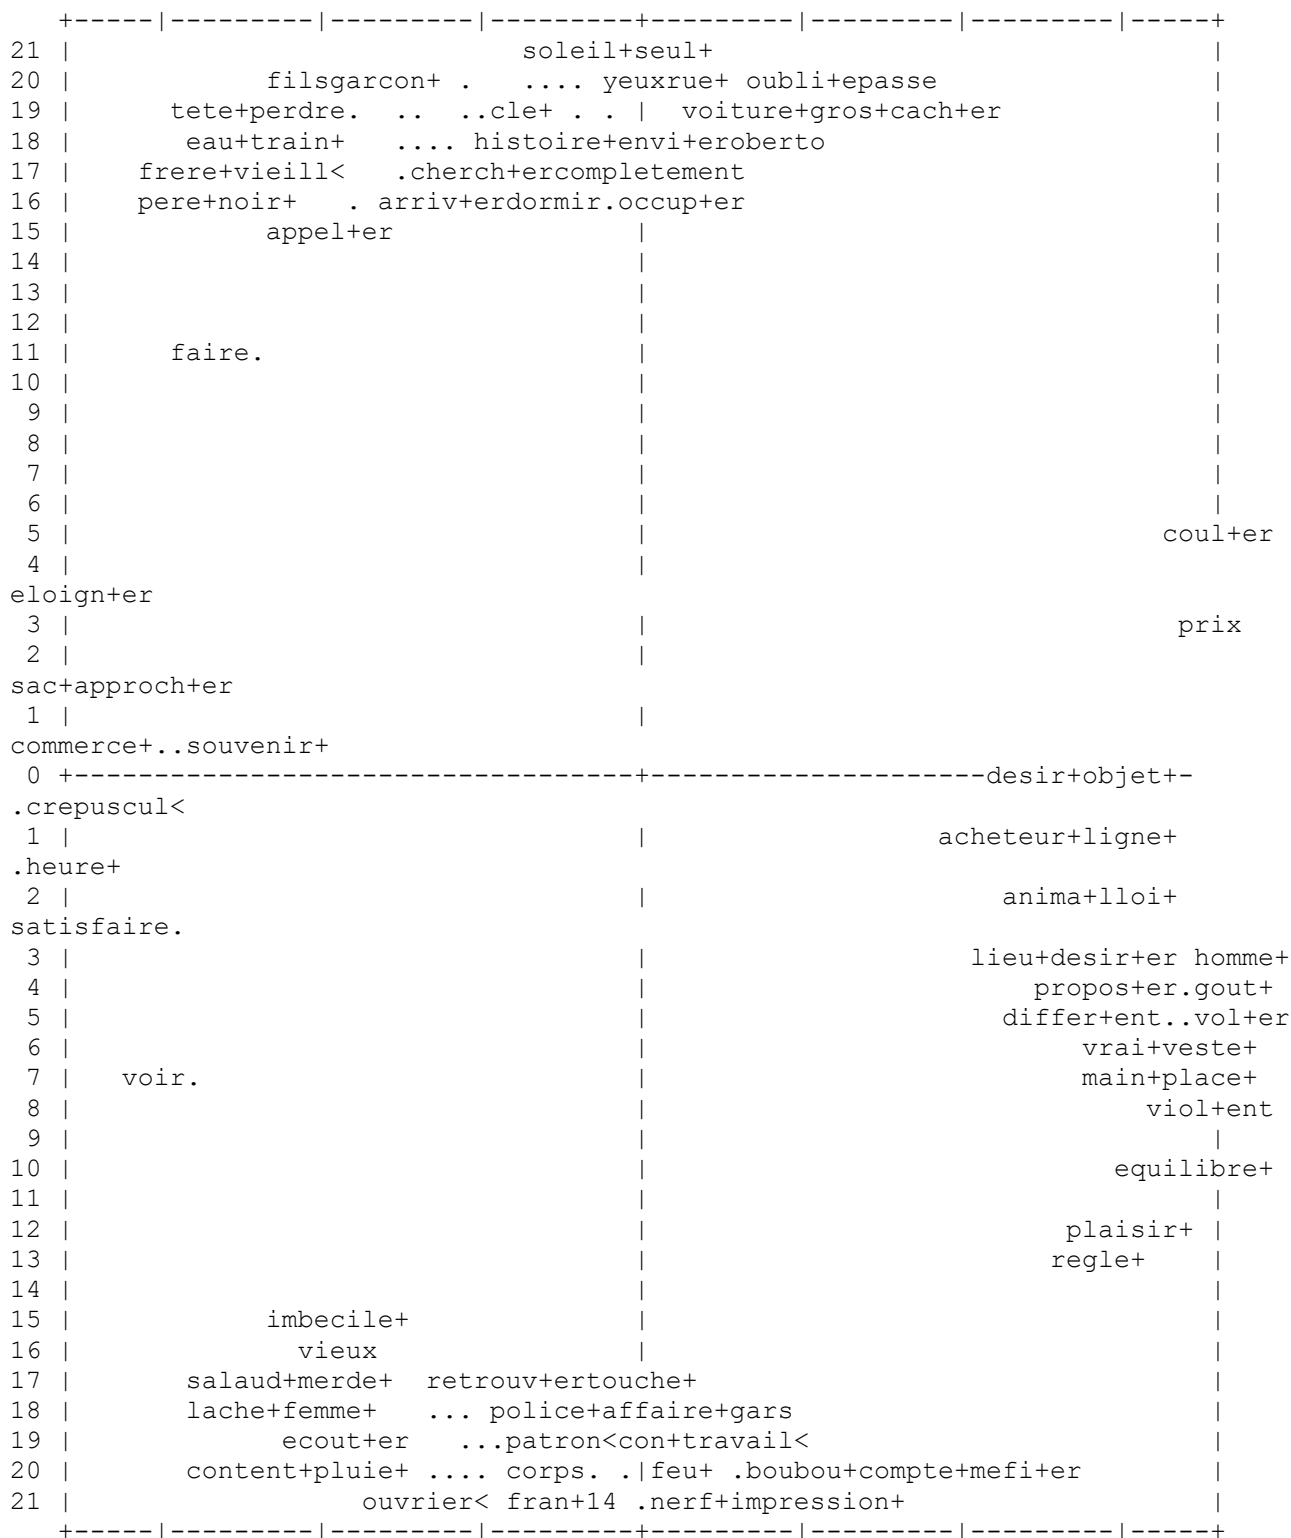 +-----|---------|---------|---------+---------|---------|---------|-----+
21 | soleil+seul+ |
20 | filsgarcon+ . .... yeuxrue+ oubli+epasse |
19 | tete+perdre. .. ..cle+ . . | voiture+gros+cach+er |
18 | eau+train+ .... histoire+envi+eroberto |
17 | frere+vieill< .cherch+ercompletement |
16 | pere+noir+ . arriv+erdormir.occup+er |
15 | appel+er | |
14 | | |
13 | | |
12 | | |
11 | faire. | |
10 | | |
9 | | |
8 | | |
7 | | |
6 | | |
5 | | coul+er
4 | |
eloign+er
3 | | prix
2 | |
sac+approch+er
1 | |
commerce+..souvenir+
0 +-----------------------------------+---------------------desir+objet+-
.crepuscul<
1 | | acheteur+ligne+
.heure+
2 | | anima+lloi+
satisfaire.
3 | | lieu+desir+er homme+
4 | | propos+er.gout+
5 | | differ+ent..vol+er
6 | | vrai+veste+
7 | voir. | main+place+
8 | | viol+ent
9 | | |
10 | | equilibre+
11 | | |
12 | | plaisir+ |
13 | | regle+ |
14 | | |
15 | imbecile+ | |
16 | vieux | |
17 | salaud+merde+ retrouv+ertouche+ |
18 | lache+femme+ ... police+affaire+gars |
19 | ecout+er ...patron<con+travail< |
20 | content+pluie+ .... corps. .|feu+ .boubou+compte+mefi+er |
21 | ouvrier< fran+14 .nerf+impression+ |
+-----|---------|---------|---------+---------|---------|---------|-----+